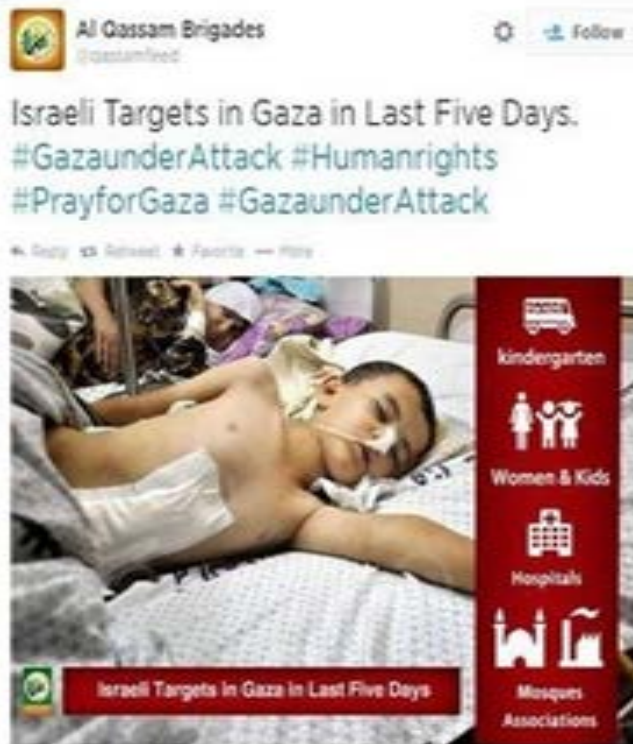 Al Qassam Brigades
@qassamfeed
Follow
Israeli Targets in Gaza in Last Five Days.
#GazaunderAttack #Humanrights
#PrayforGaza #GazaunderAttack
Reply Retweet Favorite More
kindergarten
Women & Kids
Hospitals
Mosques
Associations
Israeli Targets in Gaza in Last Five Days